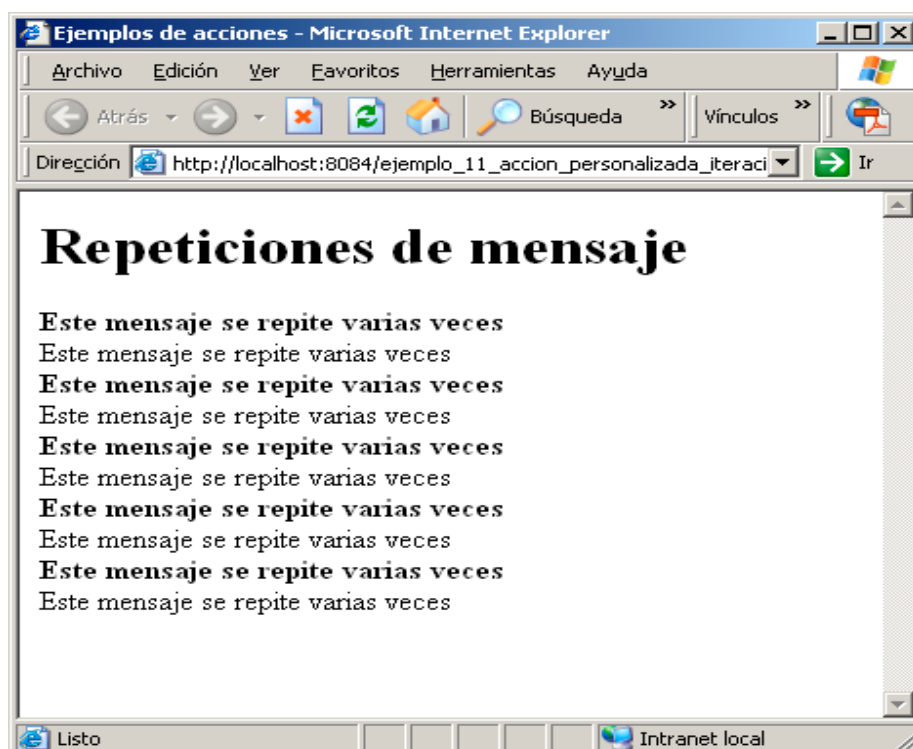 Ejemplos de acciones - Microsoft Internet Explorer
Archivo Edición Ver Favoritos Herramientas Ayuda
Atrás Búsqueda » Vínculos »
Dirección http://localhost:8084/ejemplo_11_accion_personalizada_iteraci Ir
Repeticiones de mensaje
Este mensaje se repite varias veces
Este mensaje se repite varias veces
Este mensaje se repite varias veces
Este mensaje se repite varias veces
Este mensaje se repite varias veces
Este mensaje se repite varias veces
Este mensaje se repite varias veces
Este mensaje se repite varias veces
Este mensaje se repite varias veces
Este mensaje se repite varias veces
Listo Intranet local